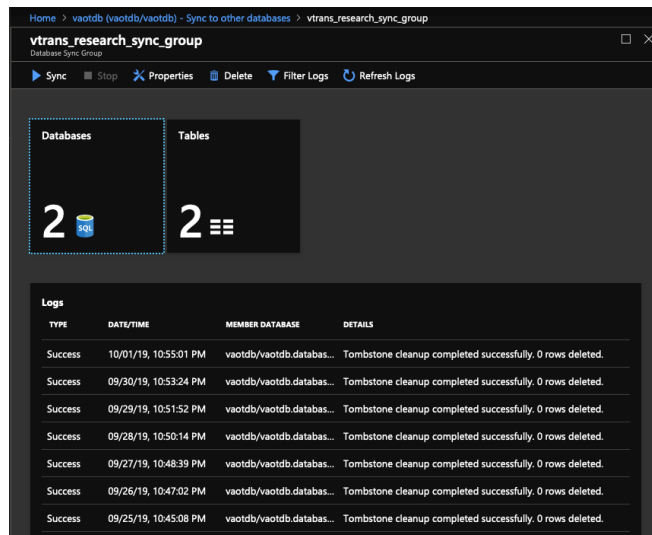 Home > vaotdb (vaotdb/vaotdb) - Sync to other databases > vtrans_research_sync_group
vtrans_research_sync_group
Database Sync Group
Sync Stop Properties Delete Filter Logs Refresh Logs
Databases Tables
2 SQL 2
Logs
TYPE DATE/TIME MEMBER DATABASE DETAILS
Success 10/01/19, 10:55:01 PM vaotdb/vaotdb.databas... Tombstone cleanup completed successfully. 0 rows deleted.
Success 09/30/19, 10:53:24 PM vaotdb/vaotdb.databas... Tombstone cleanup completed successfully. 0 rows deleted.
Success 09/29/19, 10:51:52 PM vaotdb/vaotdb.databas... Tombstone cleanup completed successfully. 0 rows deleted.
Success 09/28/19, 10:50:14 PM vaotdb/vaotdb.databas... Tombstone cleanup completed successfully. 0 rows deleted.
Success 09/27/19, 10:48:39 PM vaotdb/vaotdb.databas... Tombstone cleanup completed successfully. 0 rows deleted.
Success 09/26/19, 10:47:02 PM vaotdb/vaotdb.databas... Tombstone cleanup completed successfully. 0 rows deleted.
Success 09/25/19, 10:45:08 PM vaotdb/vaotdb.databas... Tombstone cleanup completed successfully. 0 rows deleted.